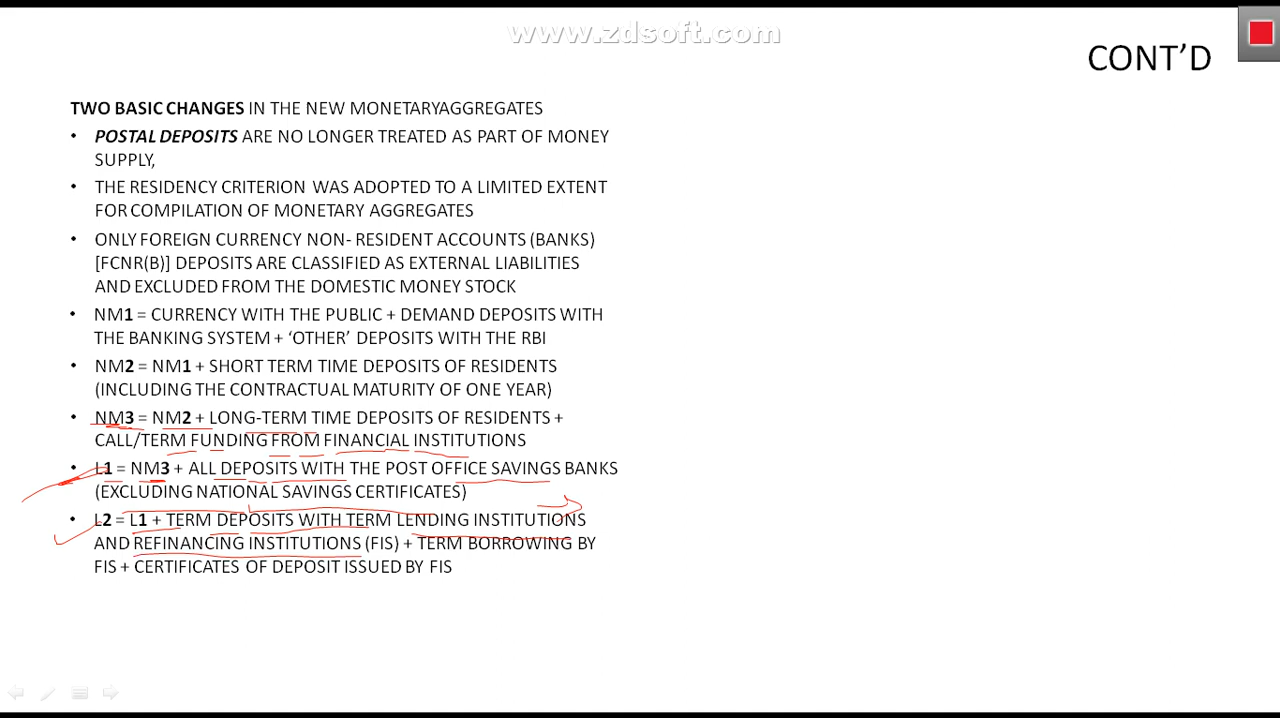 www.zdsoft.com
CONT’D
TWO BASIC CHANGES IN THE NEW MONETARYAGGREGATES
• POSTAL DEPOSITS ARE NO LONGER TREATED AS PART OF MONEY
SUPPLY,
• THE RESIDENCY CRITERION WAS ADOPTED TO A LIMITED EXTENT
FOR COMPILATION OF MONETARY AGGREGATES
• ONLY FOREIGN CURRENCY NON- RESIDENT ACCOUNTS (BANKS)
[FCNR(B)] DEPOSITS ARE CLASSIFIED AS EXTERNAL LIABILITIES
AND EXCLUDED FROM THE DOMESTIC MONEY STOCK
• NM1 = CURRENCY WITH THE PUBLIC + DEMAND DEPOSITS WITH
THE BANKING SYSTEM + ‘OTHER’ DEPOSITS WITH THE RBI
• NM2 = NM1 + SHORT TERM TIME DEPOSITS OF RESIDENTS
(INCLUDING THE CONTRACTUAL MATURITY OF ONE YEAR)
• NM3 = NM2 + LONG-TERM TIME DEPOSITS OF RESIDENTS +
CALL/TERM FUNDING FROM FINANCIAL INSTITUTIONS
• L1 = NM3 + ALL DEPOSITS WITH THE POST OFFICE SAVINGS BANKS
(EXCLUDING NATIONAL SAVINGS CERTIFICATES)
• L2 = L1 + TERM DEPOSITS WITH TERM LENDING INSTITUTIONS
AND REFINANCING INSTITUTIONS (FIS) + TERM BORROWING BY
FIS + CERTIFICATES OF DEPOSIT ISSUED BY FIS